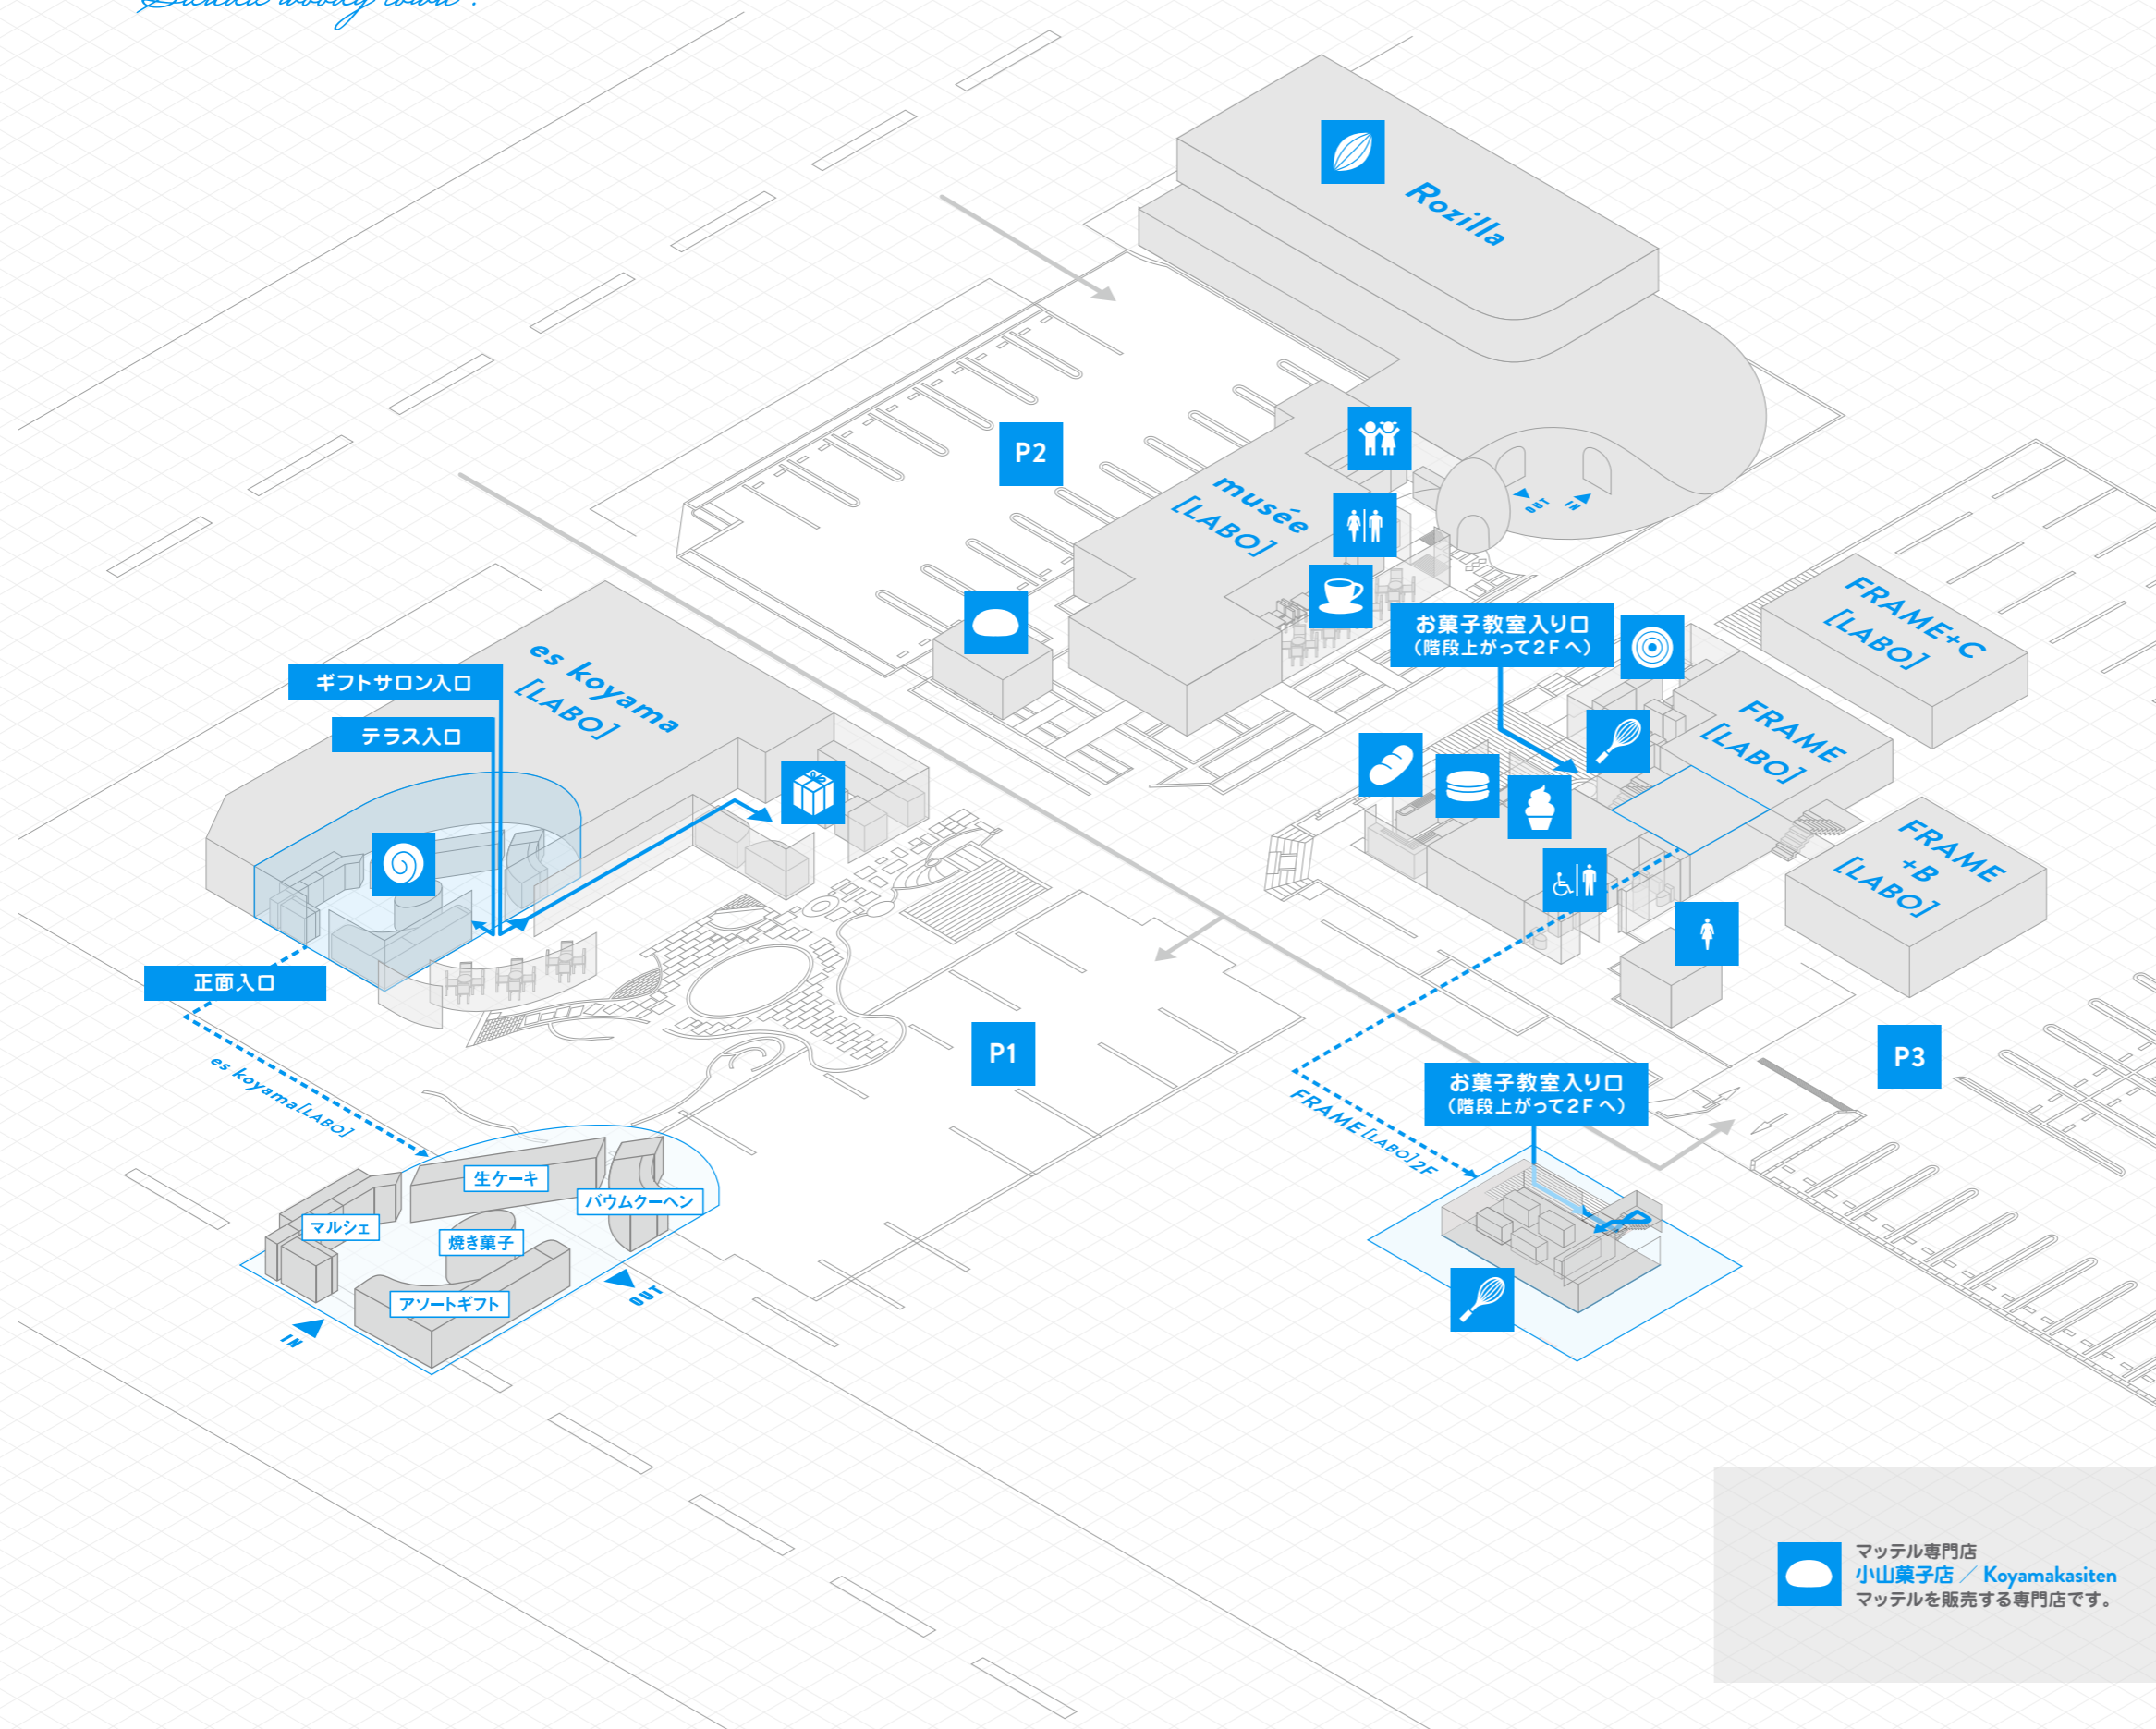 woody town.
Rozilla
P2
musée
[LABO]
OUT
IN
お菓子教室入り口
(階段上がって2Fへ)
FRAME+C
[LABO]
FRAME
[LABO]
FRAME
+B
[LABO]
es koyama
[LABO]
ギフトサロン入口
テラス入口
正面入口
es koyama[LABO]
P1
P3
お菓子教室入り口
(階段上がって2Fへ)
FRAME[LABO]2F
生ケーキ
バウムクーヘン
マルシェ
焼き菓子
アソートギフト
IN
OUT
マッテル専門店
小山菓子店 / Koyamakasiten
マッテルを販売する専門店です。